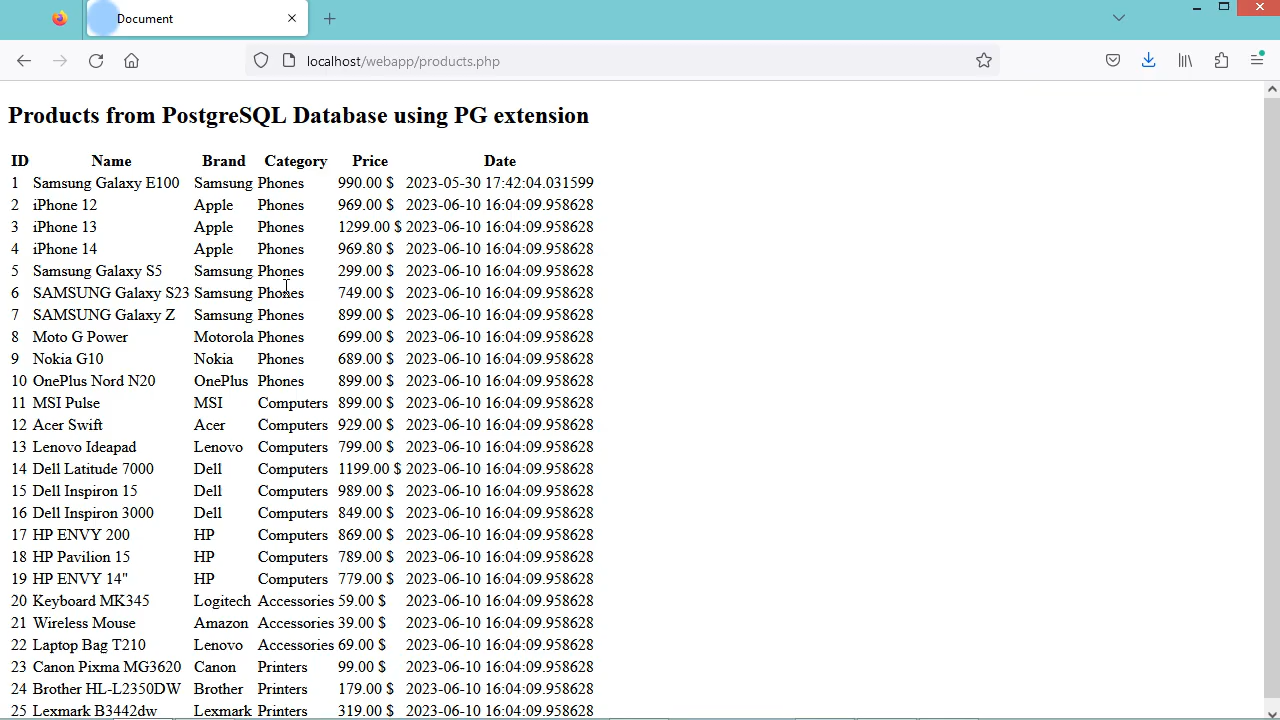 Document
localhost/webapp/products.php
Products from PostgreSQL Database using PG extension
ID Name Brand Category Price Date
1 Samsung Galaxy E100 Samsung Phones 990.00 $ 2023-05-30 17:42:04.031599
2 iPhone 12 Apple Phones 969.00 $ 2023-06-10 16:04:09.958628
3 iPhone 13 Apple Phones 1299.00 $ 2023-06-10 16:04:09.958628
4 iPhone 14 Apple Phones 969.80 $ 2023-06-10 16:04:09.958628
5 Samsung Galaxy S5 Samsung Phones 299.00 $ 2023-06-10 16:04:09.958628
6 SAMSUNG Galaxy S23 Samsung Phones 749.00 $ 2023-06-10 16:04:09.958628
7 SAMSUNG Galaxy Z Samsung Phones 899.00 $ 2023-06-10 16:04:09.958628
8 Moto G Power Motorola Phones 699.00 $ 2023-06-10 16:04:09.958628
9 Nokia G10 Nokia Phones 689.00 $ 2023-06-10 16:04:09.958628
10 OnePlus Nord N20 OnePlus Phones 899.00 $ 2023-06-10 16:04:09.958628
11 MSI Pulse MSI Computers 899.00 $ 2023-06-10 16:04:09.958628
12 Acer Swift Acer Computers 929.00 $ 2023-06-10 16:04:09.958628
13 Lenovo Ideapad Lenovo Computers 799.00 $ 2023-06-10 16:04:09.958628
14 Dell Latitude 7000 Dell Computers 1199.00 $ 2023-06-10 16:04:09.958628
15 Dell Inspiron 15 Dell Computers 989.00 $ 2023-06-10 16:04:09.958628
16 Dell Inspiron 3000 Dell Computers 849.00 $ 2023-06-10 16:04:09.958628
17 HP ENVY 200 HP Computers 869.00 $ 2023-06-10 16:04:09.958628
18 HP Pavilion 15 HP Computers 789.00 $ 2023-06-10 16:04:09.958628
19 HP ENVY 14" HP Computers 779.00 $ 2023-06-10 16:04:09.958628
20 Keyboard MK345 Logitech Accessories 59.00 $ 2023-06-10 16:04:09.958628
21 Wireless Mouse Amazon Accessories 39.00 $ 2023-06-10 16:04:09.958628
22 Laptop Bag T210 Lenovo Accessories 69.00 $ 2023-06-10 16:04:09.958628
23 Canon Pixma MG3620 Canon Printers 99.00 $ 2023-06-10 16:04:09.958628
24 Brother HL-L2350DW Brother Printers 179.00 $ 2023-06-10 16:04:09.958628
25 Lexmark B3442dw Lexmark Printers 319.00 $ 2023-06-10 16:04:09.958628